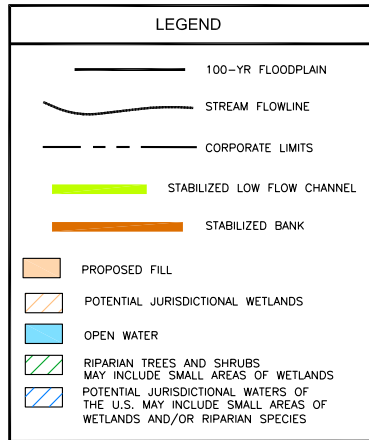 LEGEND
100-YR FLOODPLAIN
STREAM FLOWLINE
CORPORATE LIMITS
STABILIZED LOW FLOW CHANNEL
STABILIZED BANK
PROPOSED FILL
POTENTIAL JURISDICTIONAL WETLANDS
OPEN WATER
RIPARIAN TREES AND SHRUBS
MAY INCLUDE SMALL AREAS OF WETLANDS
POTENTIAL JURISDICTIONAL WATERS OF
THE U.S. MAY INCLUDE SMALL AREAS OF
WETLANDS AND/OR RIPARIAN SPECIES